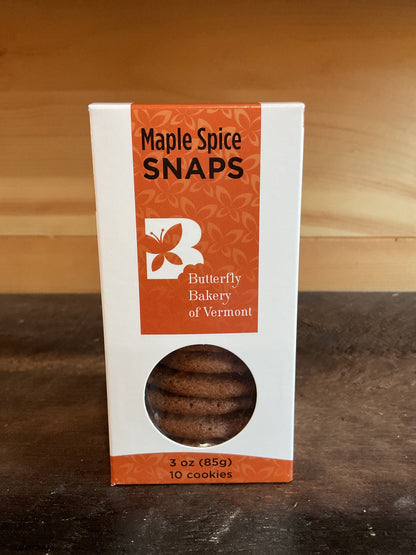 Maple Spice
SNAPS
B
Butterfly
Bakery
of Vermont
3 oz (85g)
10 cookies